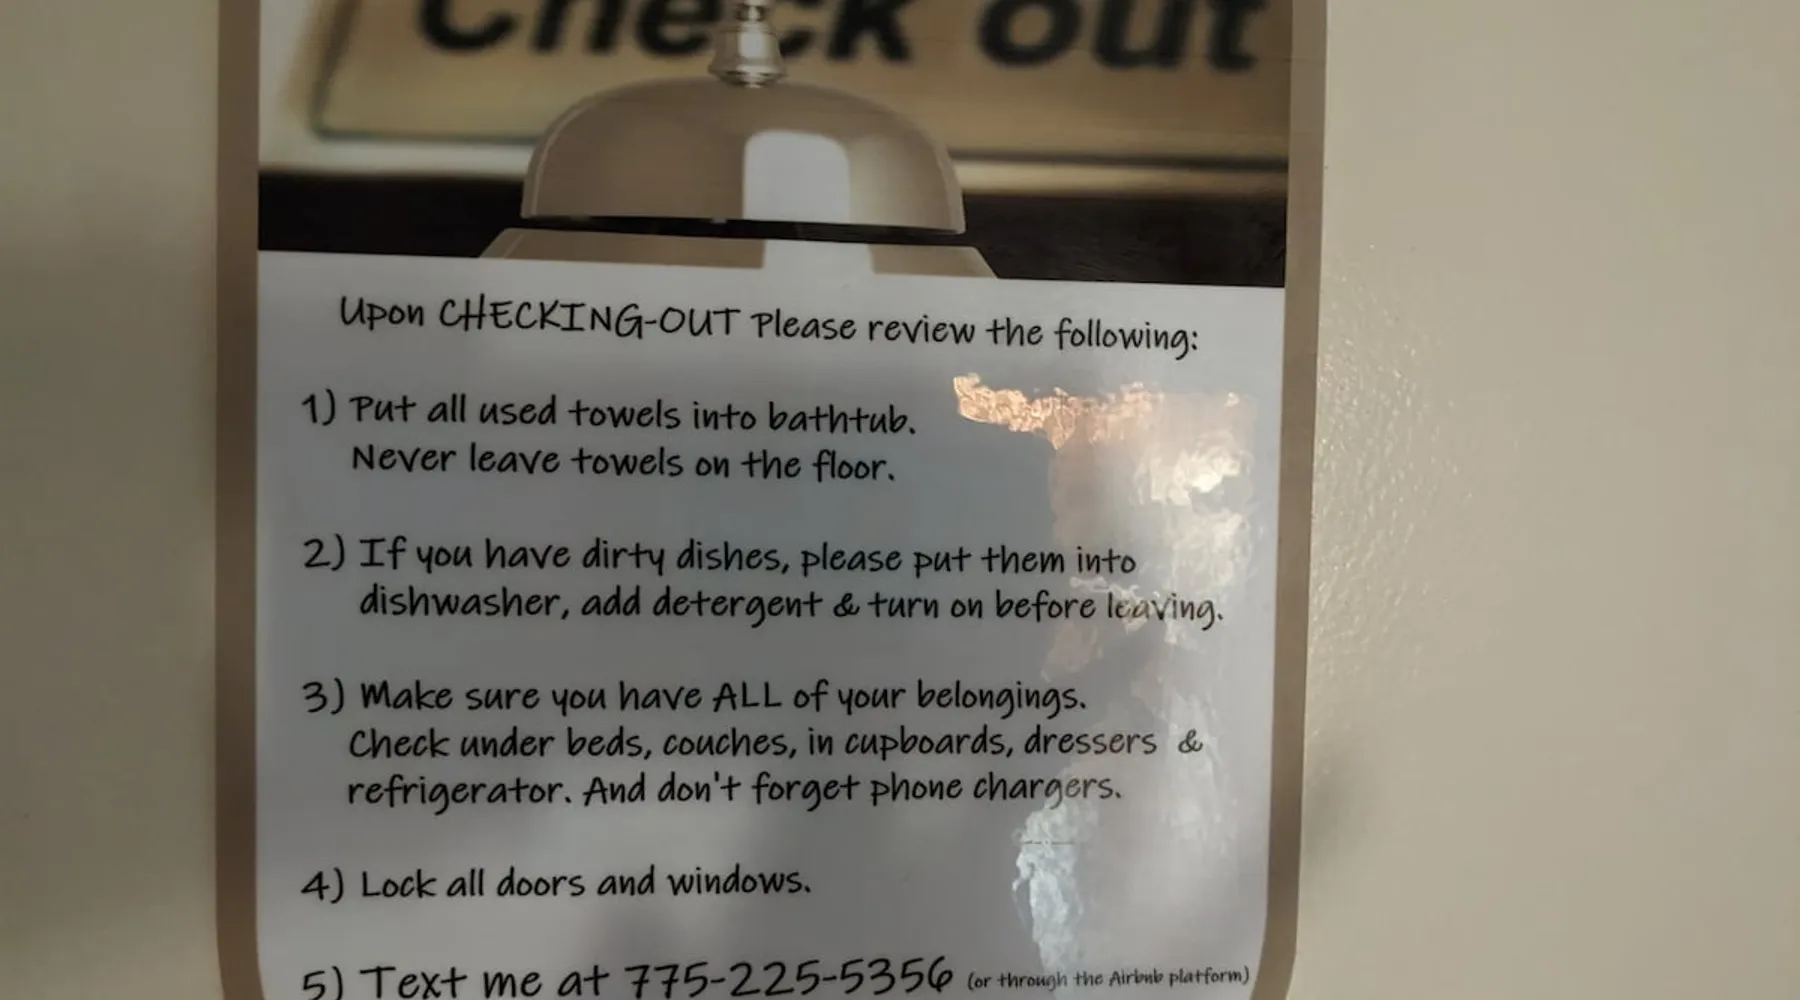 Check out
Upon CHECKING-OUT Please review the following:
1) Put all used towels into bathtub.
Never leave towels on the floor.
2) If you have dirty dishes, please put them into
dishwasher, add detergent & turn on before leaving.
3) Make sure you have ALL of your belongings.
Check under beds, couches, in cupboards, dressers &
refrigerator. And don't forget phone chargers.
4) Lock all doors and windows.
5) Text me at 775-225-5356 (or through the Airbnb platform)